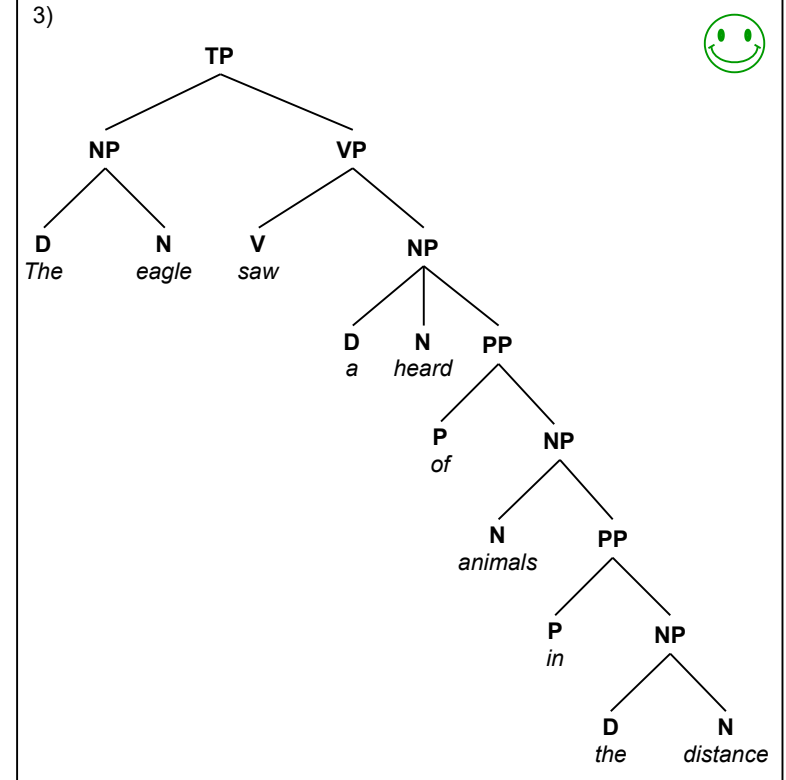 3)
TP
NP VP
D N V NP
The eagle saw
D N PP
a heard
P NP
of
N PP
animals
P NP
in
D N
the distance